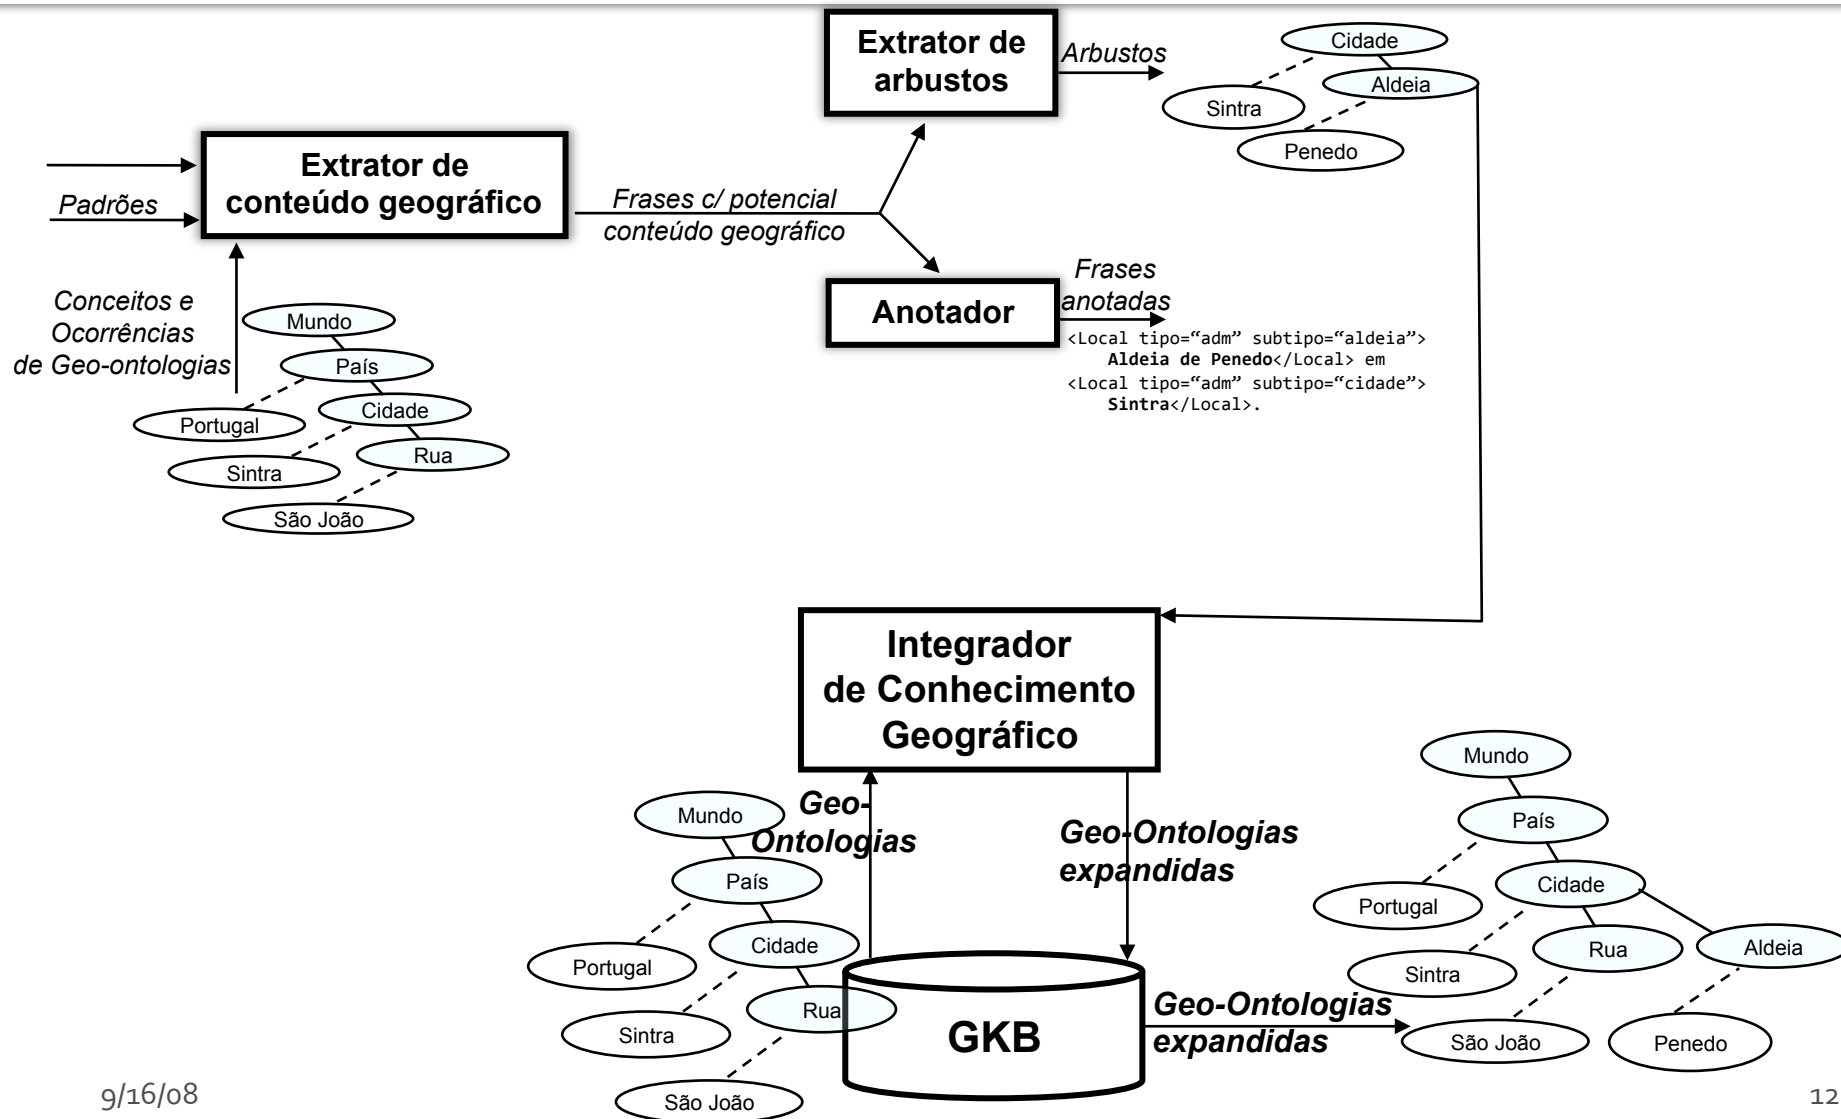 Extrator de
arbustos
Arbustos
Cidade
Aldeia
Sintra
Penedo
Extrator de
conteúdo geográfico
Padrões
Frases c/ potencial
conteúdo geográfico
Conceitos e
Ocorrências
de Geo-ontologias
Mundo
País
Cidade
Portugal
Rua
Sintra
São João
Anotador
Frases
anotadas
<Local tipo=“adm” subtipo=“aldeia”>
Aldeia de Penedo</Local> em
<Local tipo=“adm” subtipo=“cidade”>
Sintra</Local>.
Integrador
de Conhecimento
Geográfico
Mundo
País
Cidade
Portugal
Rua
Sintra
São João
Geo-
Ontologias
Geo-Ontologias
expandidas
GKB
Geo-Ontologias
expandidas
Mundo
País
Cidade
Portugal
Rua
Aldeia
Sintra
São João
Penedo
9/16/08
12